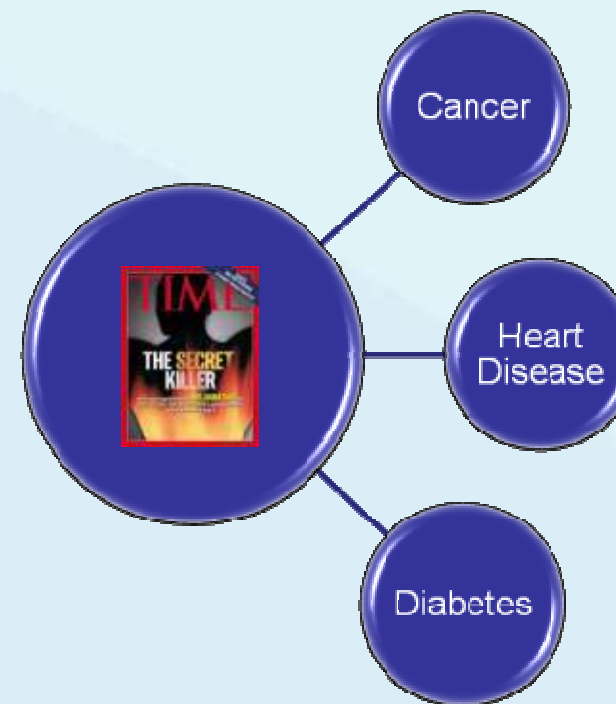 Cancer
TIME
THE SECRET
KILLER
Heart
Disease
Diabetes